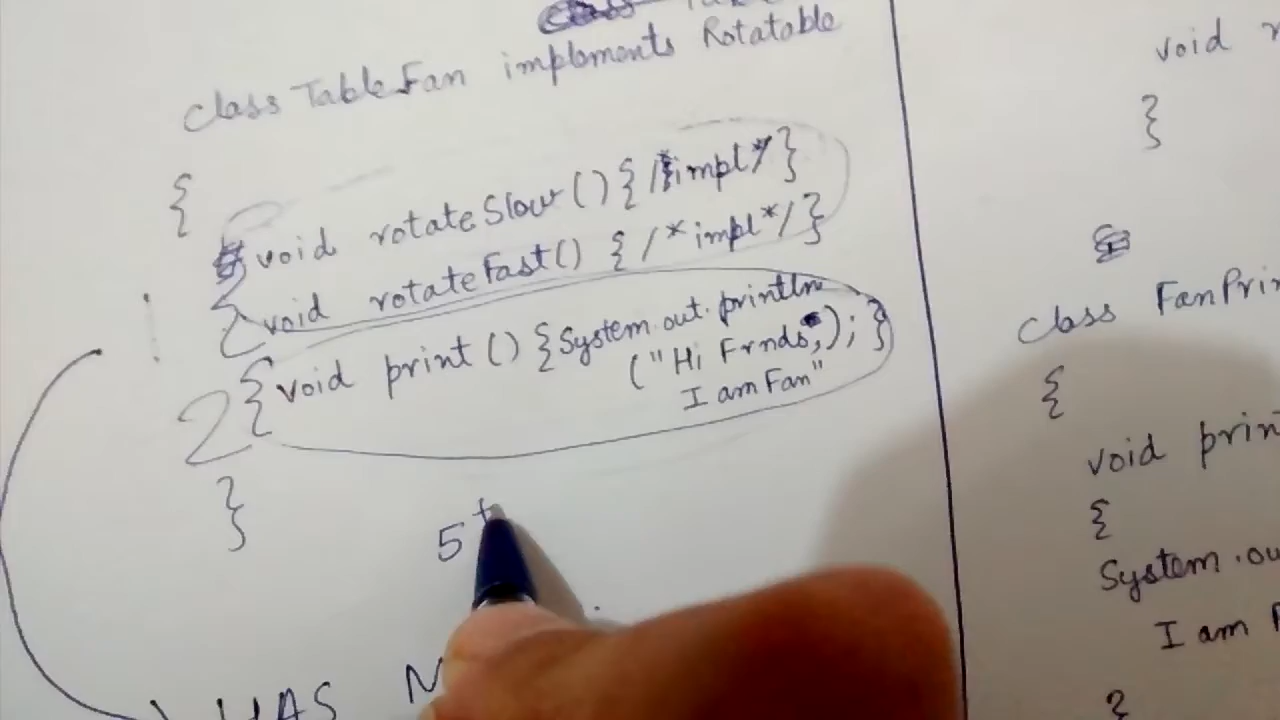 class TableFan implements Rotatable
{
void rotateSlow(){/*impl*/}
void rotateFast() {/*impl*/}
void print () {System.out.println
("Hi Frnds,); }
I am Fan"
}
5
HAS
void
}
class FanPrin
{
void prin
{
System.ou
I am
}